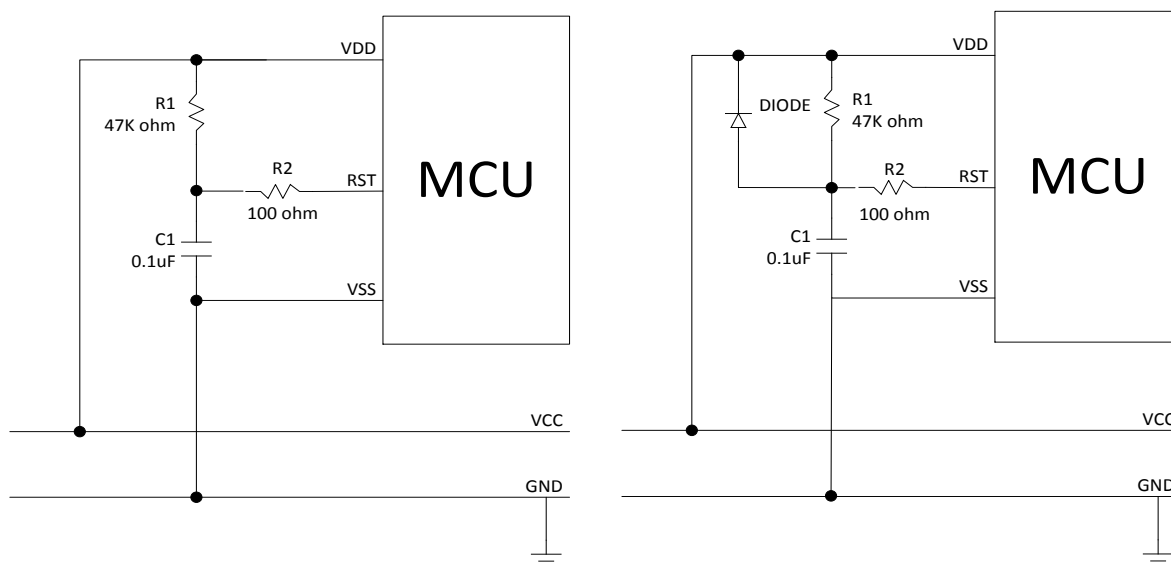 VDD
R1
47K ohm
R2
RST
100 ohm
MCU
C1
0.1uF
VSS
VCC
GND
VDD
DIODE
R1
47K ohm
R2
RST
100 ohm
MCU
C1
0.1uF
VSS
VCC
GND